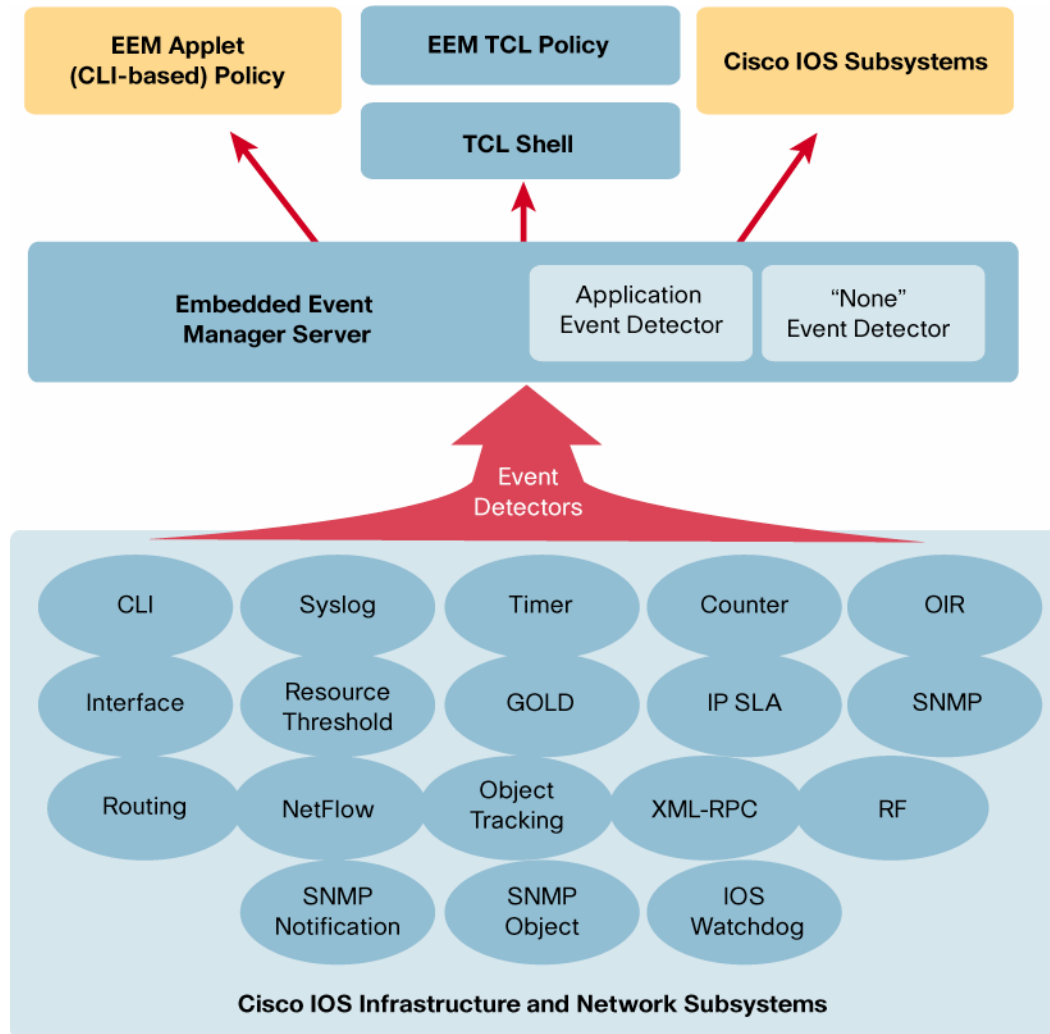 EEM Applet
(CLI-based) Policy
EEM TCL Policy
Cisco IOS Subsystems
TCL Shell
Embedded Event
Manager Server
Application
Event Detector
“None”
Event Detector
Event
Detectors
CLI
Syslog
Timer
Counter
OIR
Interface
Resource
Threshold
GOLD
IP SLA
SNMP
Routing
NetFlow
Object
Tracking
XML-RPC
RF
SNMP
Notification
SNMP
Object
IOS
Watchdog
Cisco IOS Infrastructure and Network Subsystems